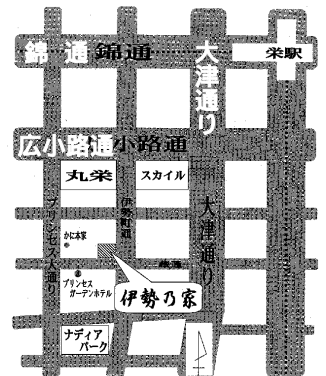 錦通 錦通
栄駅
大津通り
広小路通 小路通
丸栄
スカイル
プリンセス大通り
伊勢町通
大津通り
かに本家
プリンセス
ガーデンホテル
伊勢乃家
ナディア
パーク